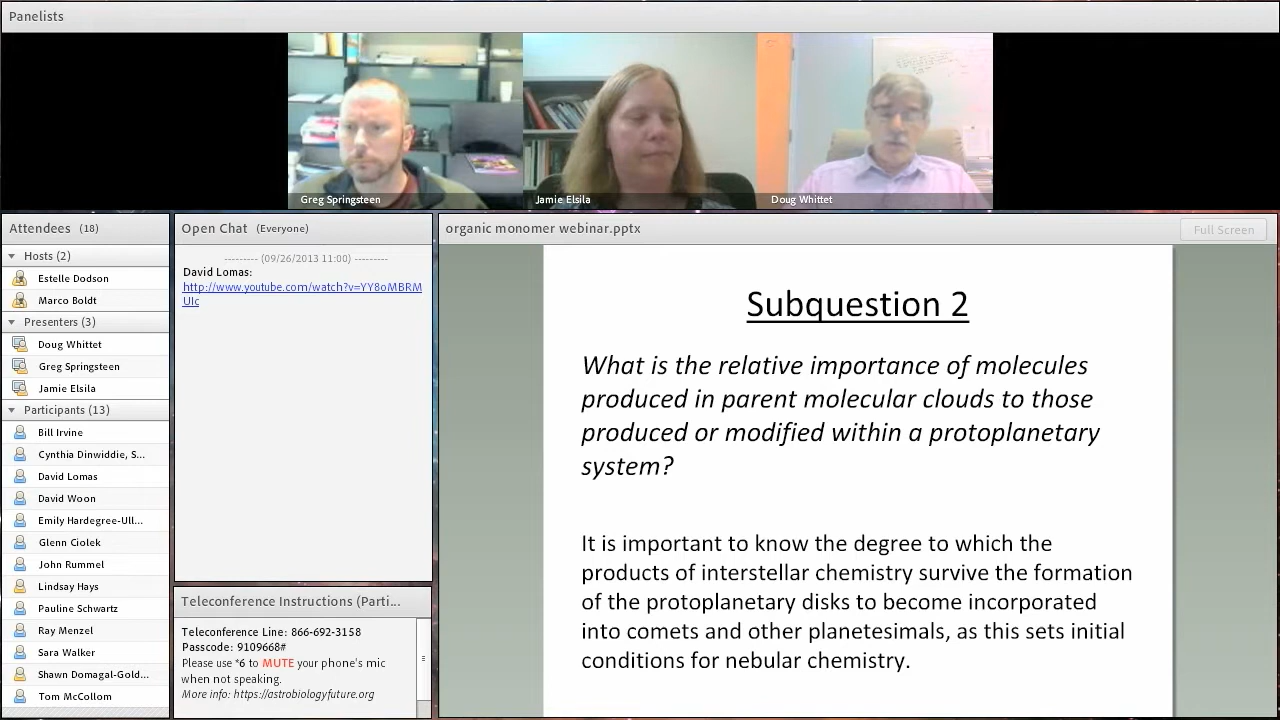 Panelists
Greg Springsteen
Jamie Elsila
Doug Whittet
Attendees (18)
Hosts (2)
Estelle Dodson
Marco Boldt
Presenters (3)
Doug Whittet
Greg Springsteen
Jamie Elsila
Participants (13)
Bill Irvine
Cynthia Dinwiddie, S...
David Lomas
David Woon
Emily Hardegree-Ull...
Glenn Ciolek
John Rummel
Lindsay Hays
Pauline Schwartz
Ray Menzel
Sara Walker
Shawn Domagal-Gold...
Tom McCollom
Open Chat (Everyone)
--------- (09/26/2013 11:00) ---------
David Lomas:
http://www.youtube.com/watch?v=YY8oMBRM
UIc
Teleconference Instructions (Parti...
Teleconference Line: 866-692-3158
Passcode: 9109668#
Please use *6 to MUTE your phone's mic
when not speaking.
More info: https://astrobiologyfuture.org
organic monomer webinar.pptx
Full Screen
Subquestion 2
What is the relative importance of molecules
produced in parent molecular clouds to those
produced or modified within a protoplanetary
system?
It is important to know the degree to which the
products of interstellar chemistry survive the formation
of the protoplanetary disks to become incorporated
into comets and other planetesimals, as this sets initial
conditions for nebular chemistry.